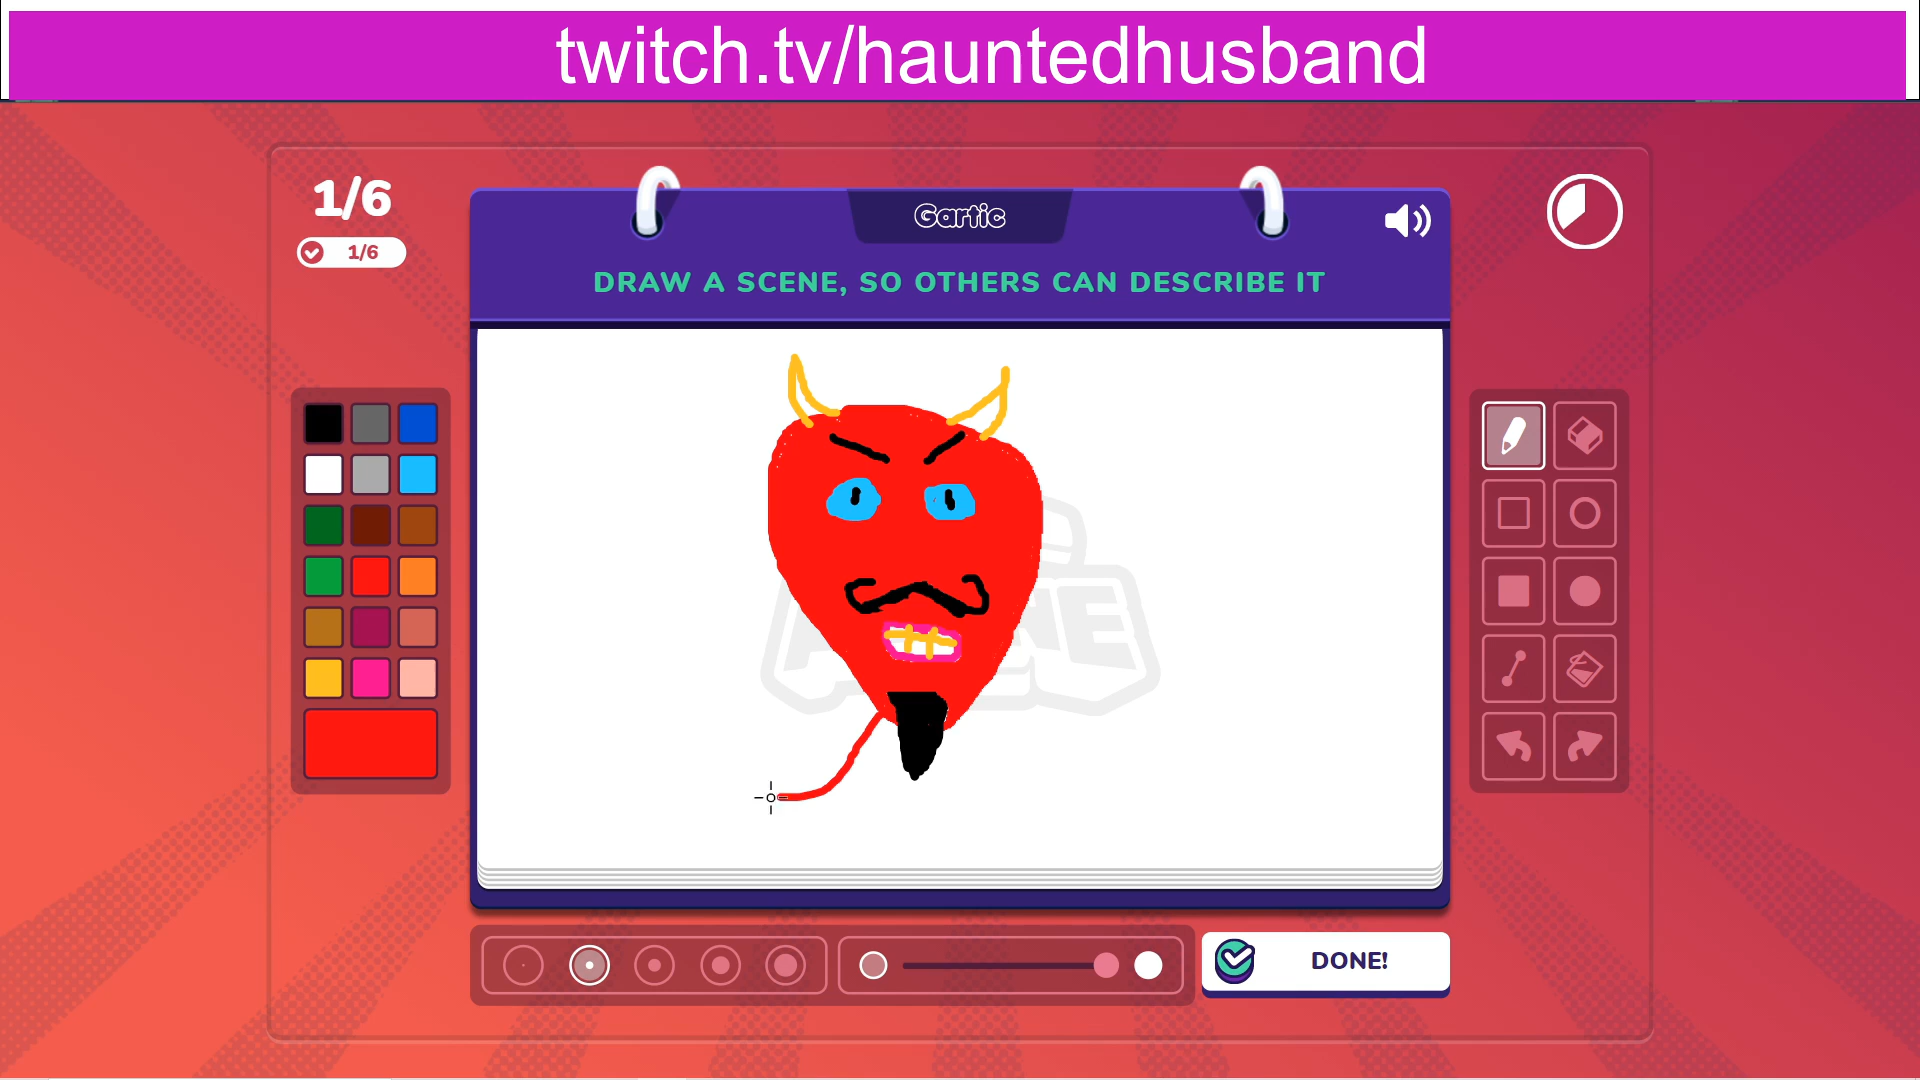 twitch.tv/hauntedhusband
1/6
1/6
Gartic
DRAW A SCENE, SO OTHERS CAN DESCRIBE IT
DONE!